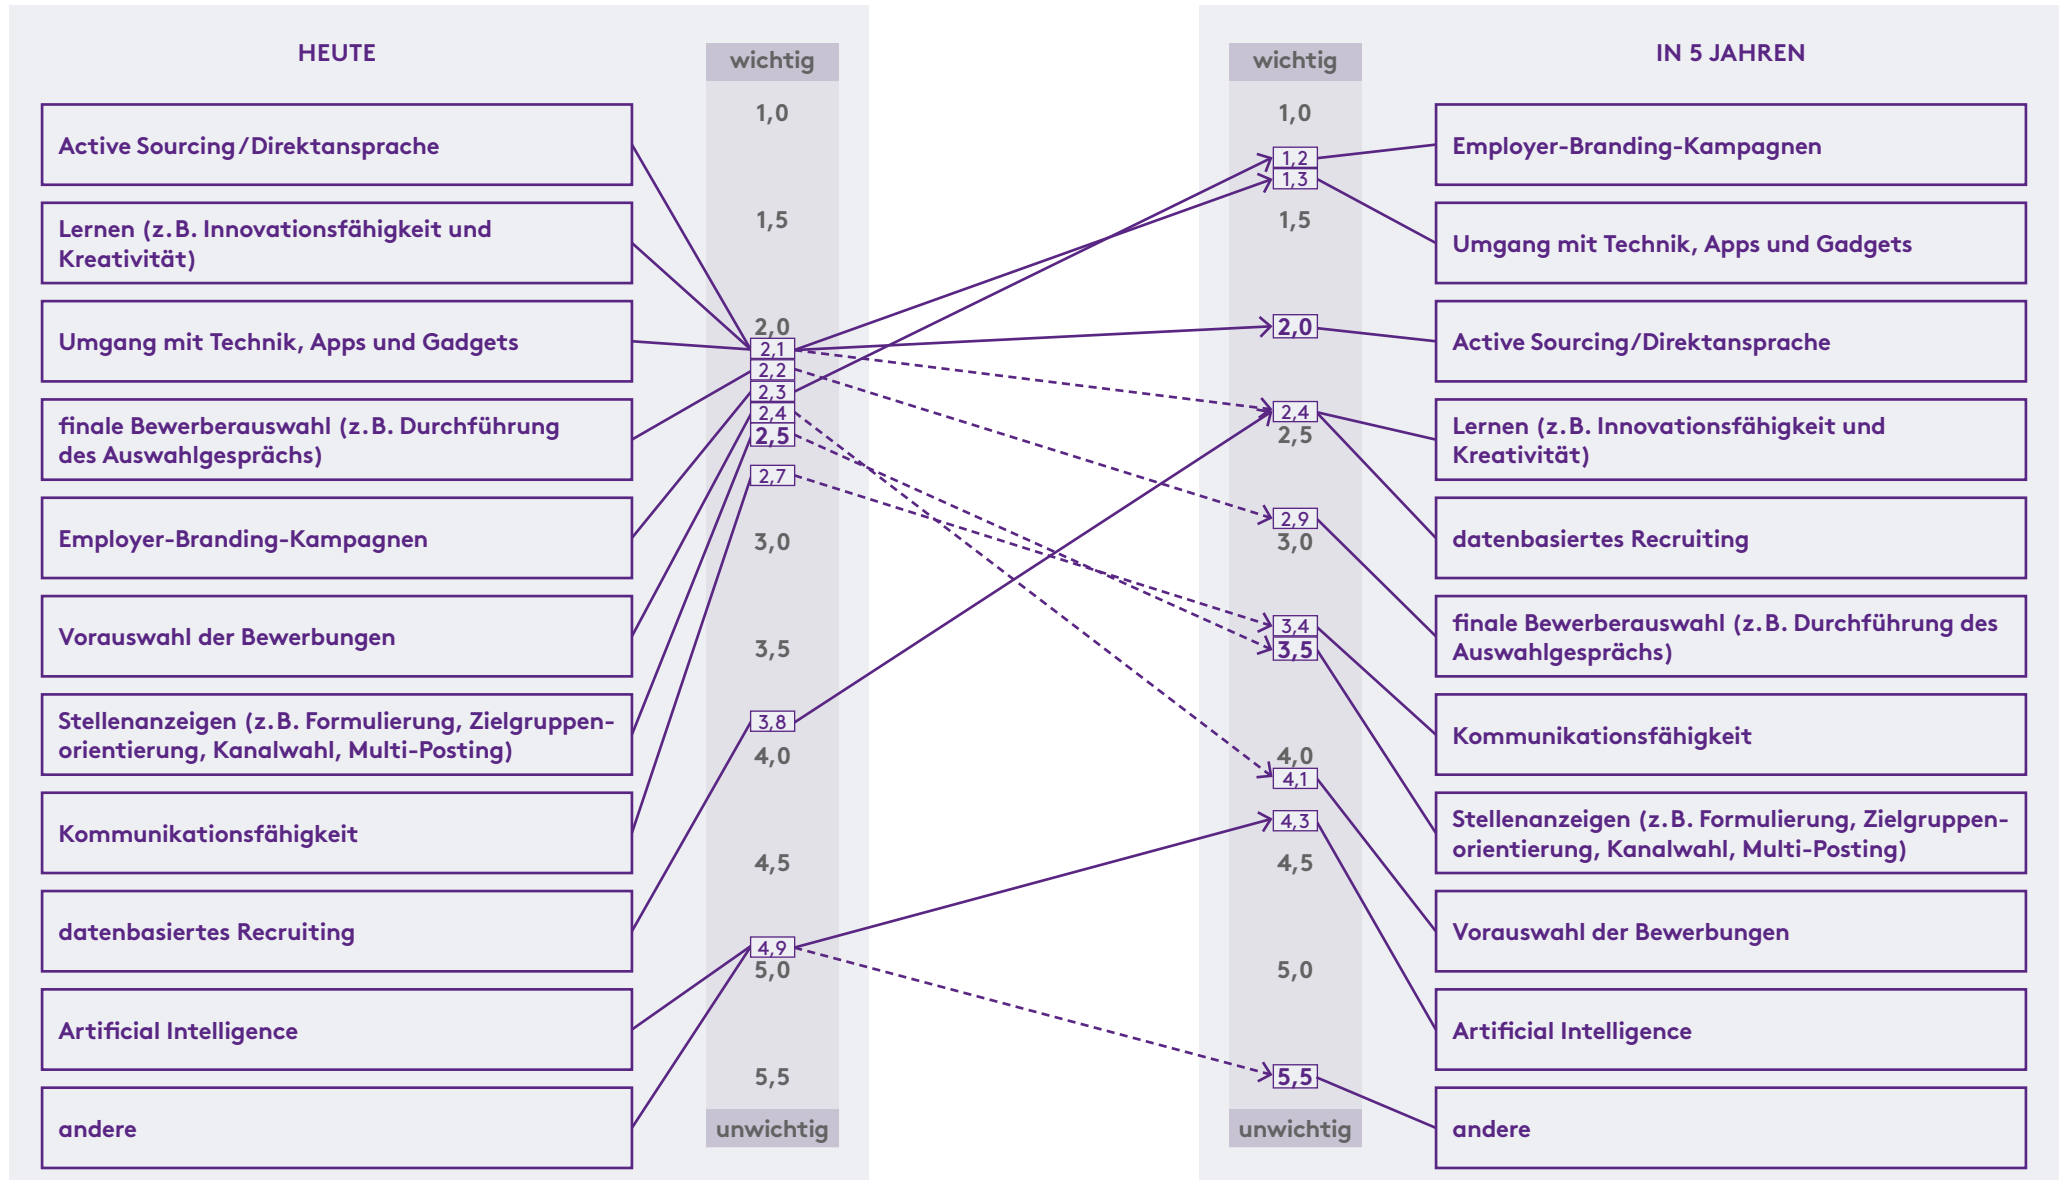 HEUTE
Active Sourcing/Direktansprache
Lernen (z. B. Innovationsfähigkeit und
Kreativität)
Umgang mit Technik, Apps und Gadgets
finale Bewerberauswahl (z. B. Durchführung
des Auswahlgesprächs)
Employer-Branding-Kampagnen
Vorauswahl der Bewerbungen
Stellenanzeigen (z. B. Formulierung, Zielgruppen-
orientierung, Kanalwahl, Multi-Posting)
Kommunikationsfähigkeit
datenbasiertes Recruiting
Artificial Intelligence
andere
wichtig
1,0
1,5
2,0
2,1
2,2
2,3
2,4
2,5
2,7
3,0
3,5
3,8
4,0
4,5
4,9
5,0
5,5
unwichtig
wichtig
1,0
1,2
1,3
1,5
2,0
2,4
2,5
2,9
3,0
3,4
3,5
4,0
4,1
4,3
4,5
5,0
5,5
unwichtig
IN 5 JAHREN
Employer-Branding-Kampagnen
Umgang mit Technik, Apps und Gadgets
Active Sourcing/Direktansprache
Lernen (z. B. Innovationsfähigkeit und
Kreativität)
datenbasiertes Recruiting
finale Bewerberauswahl (z. B. Durchführung des
Auswahlgesprächs)
Kommunikationsfähigkeit
Stellenanzeigen (z. B. Formulierung, Zielgruppen-
orientierung, Kanalwahl, Multi-Posting)
Vorauswahl der Bewerbungen
Artificial Intelligence
andere